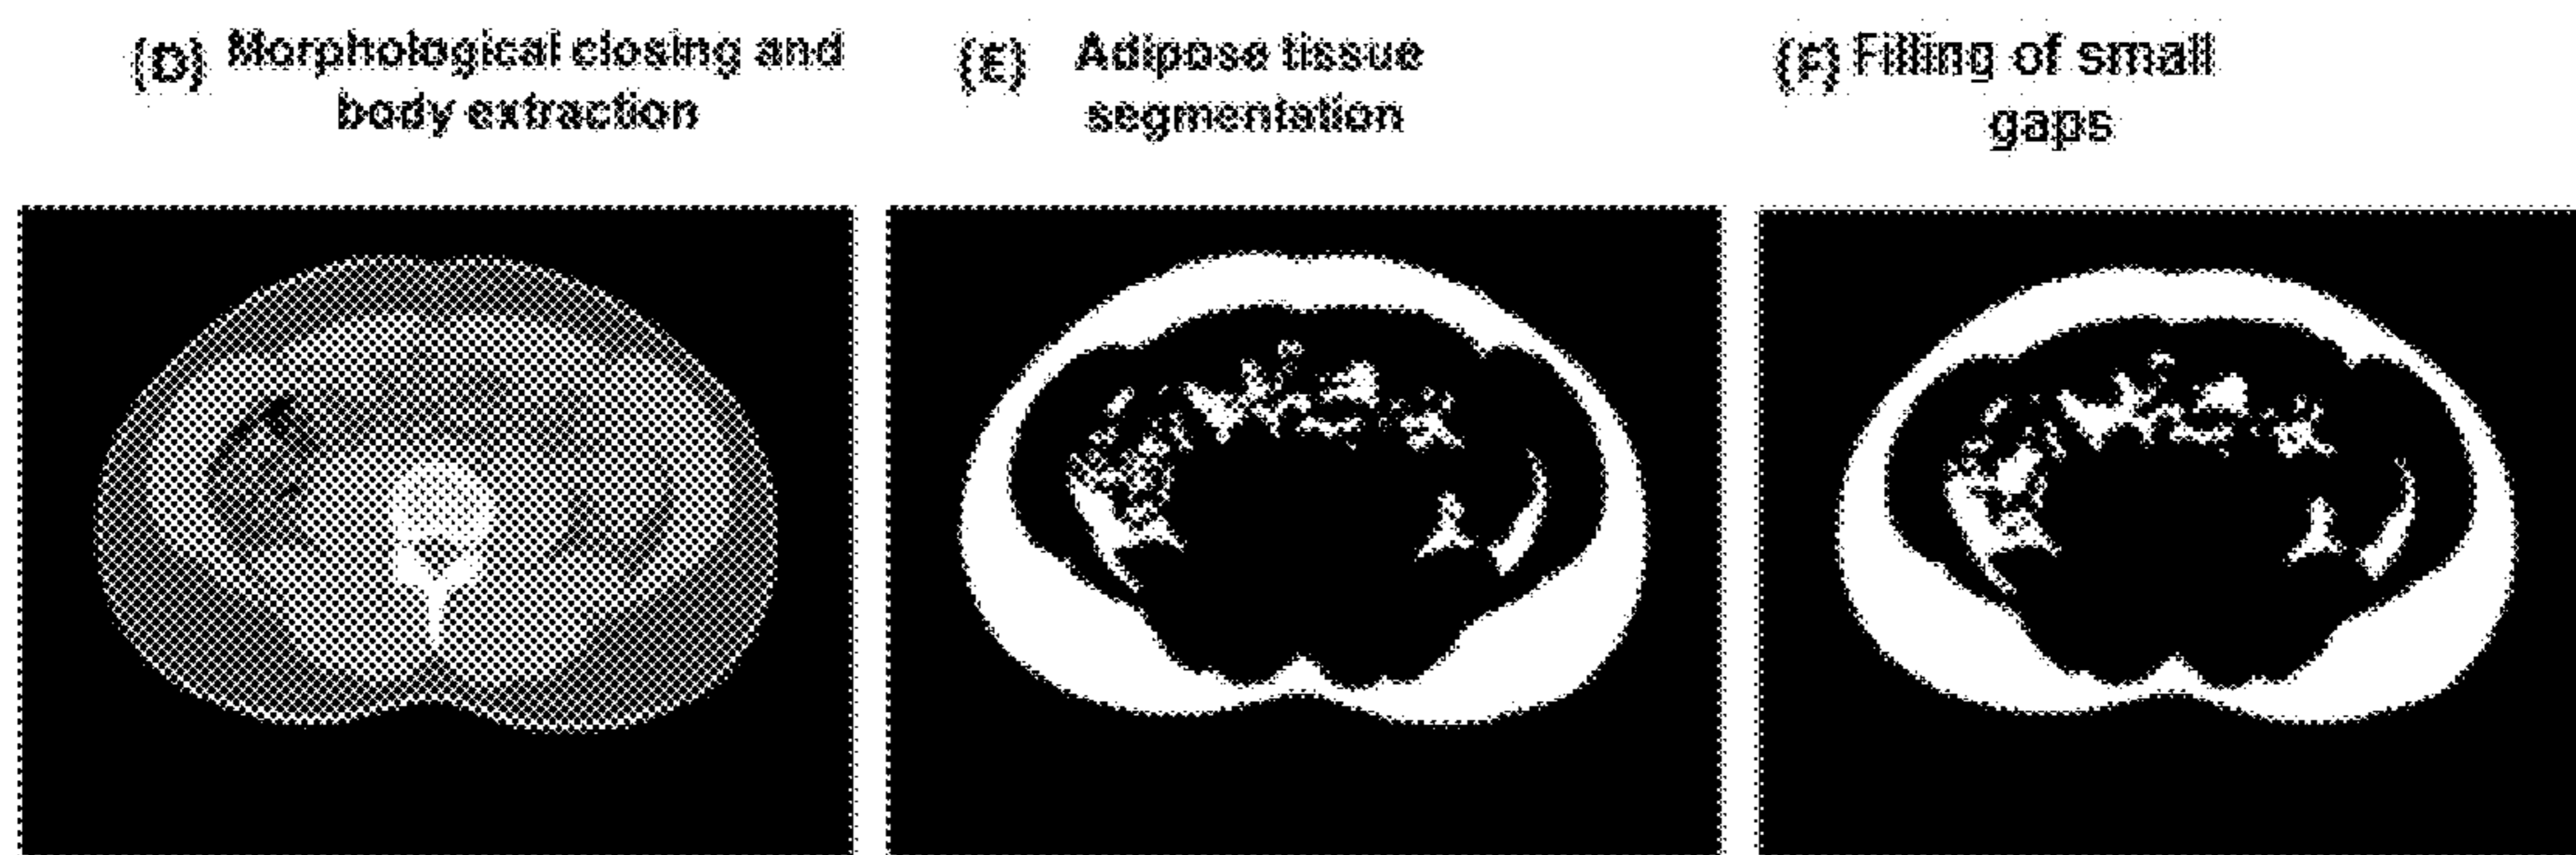 (D) Morphological closing and
body extraction
(E) Adipose tissue
segmentation
(F) Filling of small
gaps